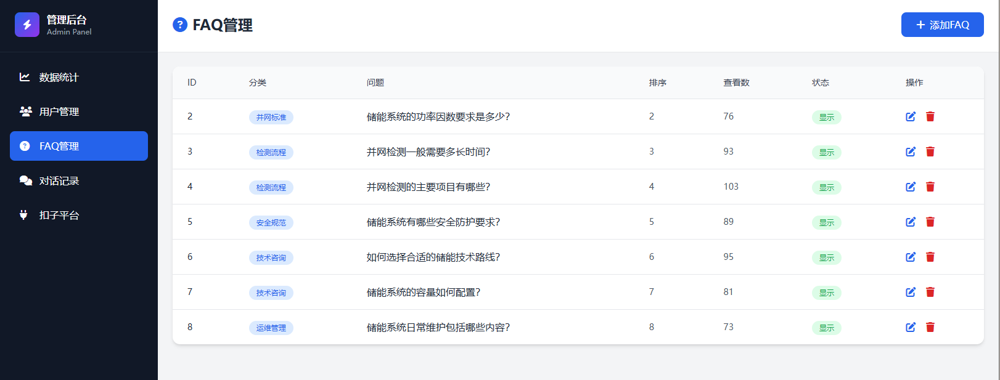 管理后台
Admin Panel
数据统计
用户管理
FAQ管理
对话记录
扣子平台
FAQ管理
添加FAQ
ID 分类 问题 排序 查看数 状态 操作
2 并网标准 储能系统的功率因数要求是多少? 2 76 显示
3 检测流程 并网检测一般需要多长时间? 3 93 显示
4 检测流程 并网检测的主要项目有哪些? 4 103 显示
5 安全规范 储能系统有哪些安全防护要求? 5 89 显示
6 技术咨询 如何选择合适的储能技术路线? 6 95 显示
7 技术咨询 储能系统的容量如何配置? 7 81 显示
8 运维管理 储能系统日常维护包括哪些内容? 8 73 显示